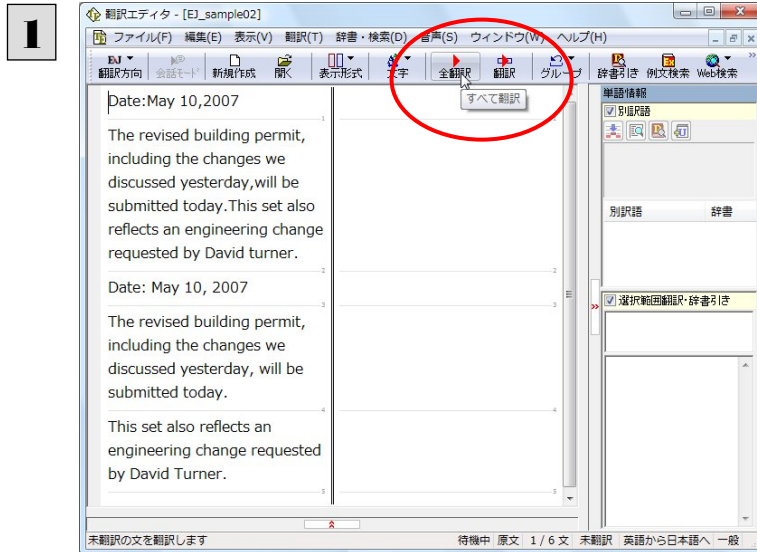 1
翻訳エディタ - [EJ_sample02]
ファイル(F) 編集(E) 表示(V) 翻訳(T) 辞書・検索(D) 音声(S) ウィンドウ(W) ヘルプ(H)
翻訳方向 会話モード 新規作成 開く 表示形式 文字 全翻訳 翻訳 グループ 辞書引き 例文検索 Web検索
すべて翻訳
Date:May 10,2007
1
The revised building permit,
including the changes we
discussed yesterday,will be
submitted today.This set also
reflects an engineering change
requested by David turner.
2
2
Date: May 10, 2007
3
3
The revised building permit,
including the changes we
discussed yesterday, will be
submitted today.
4
4
This set also reflects an
engineering change requested
by David Turner.
5
5
単語情報
別訳語
別訳語 辞書
選択範囲翻訳・辞書引き
未翻訳の文を翻訳します 待機中 原文 1 / 6 文 未翻訳 英語から日本語へ 一般